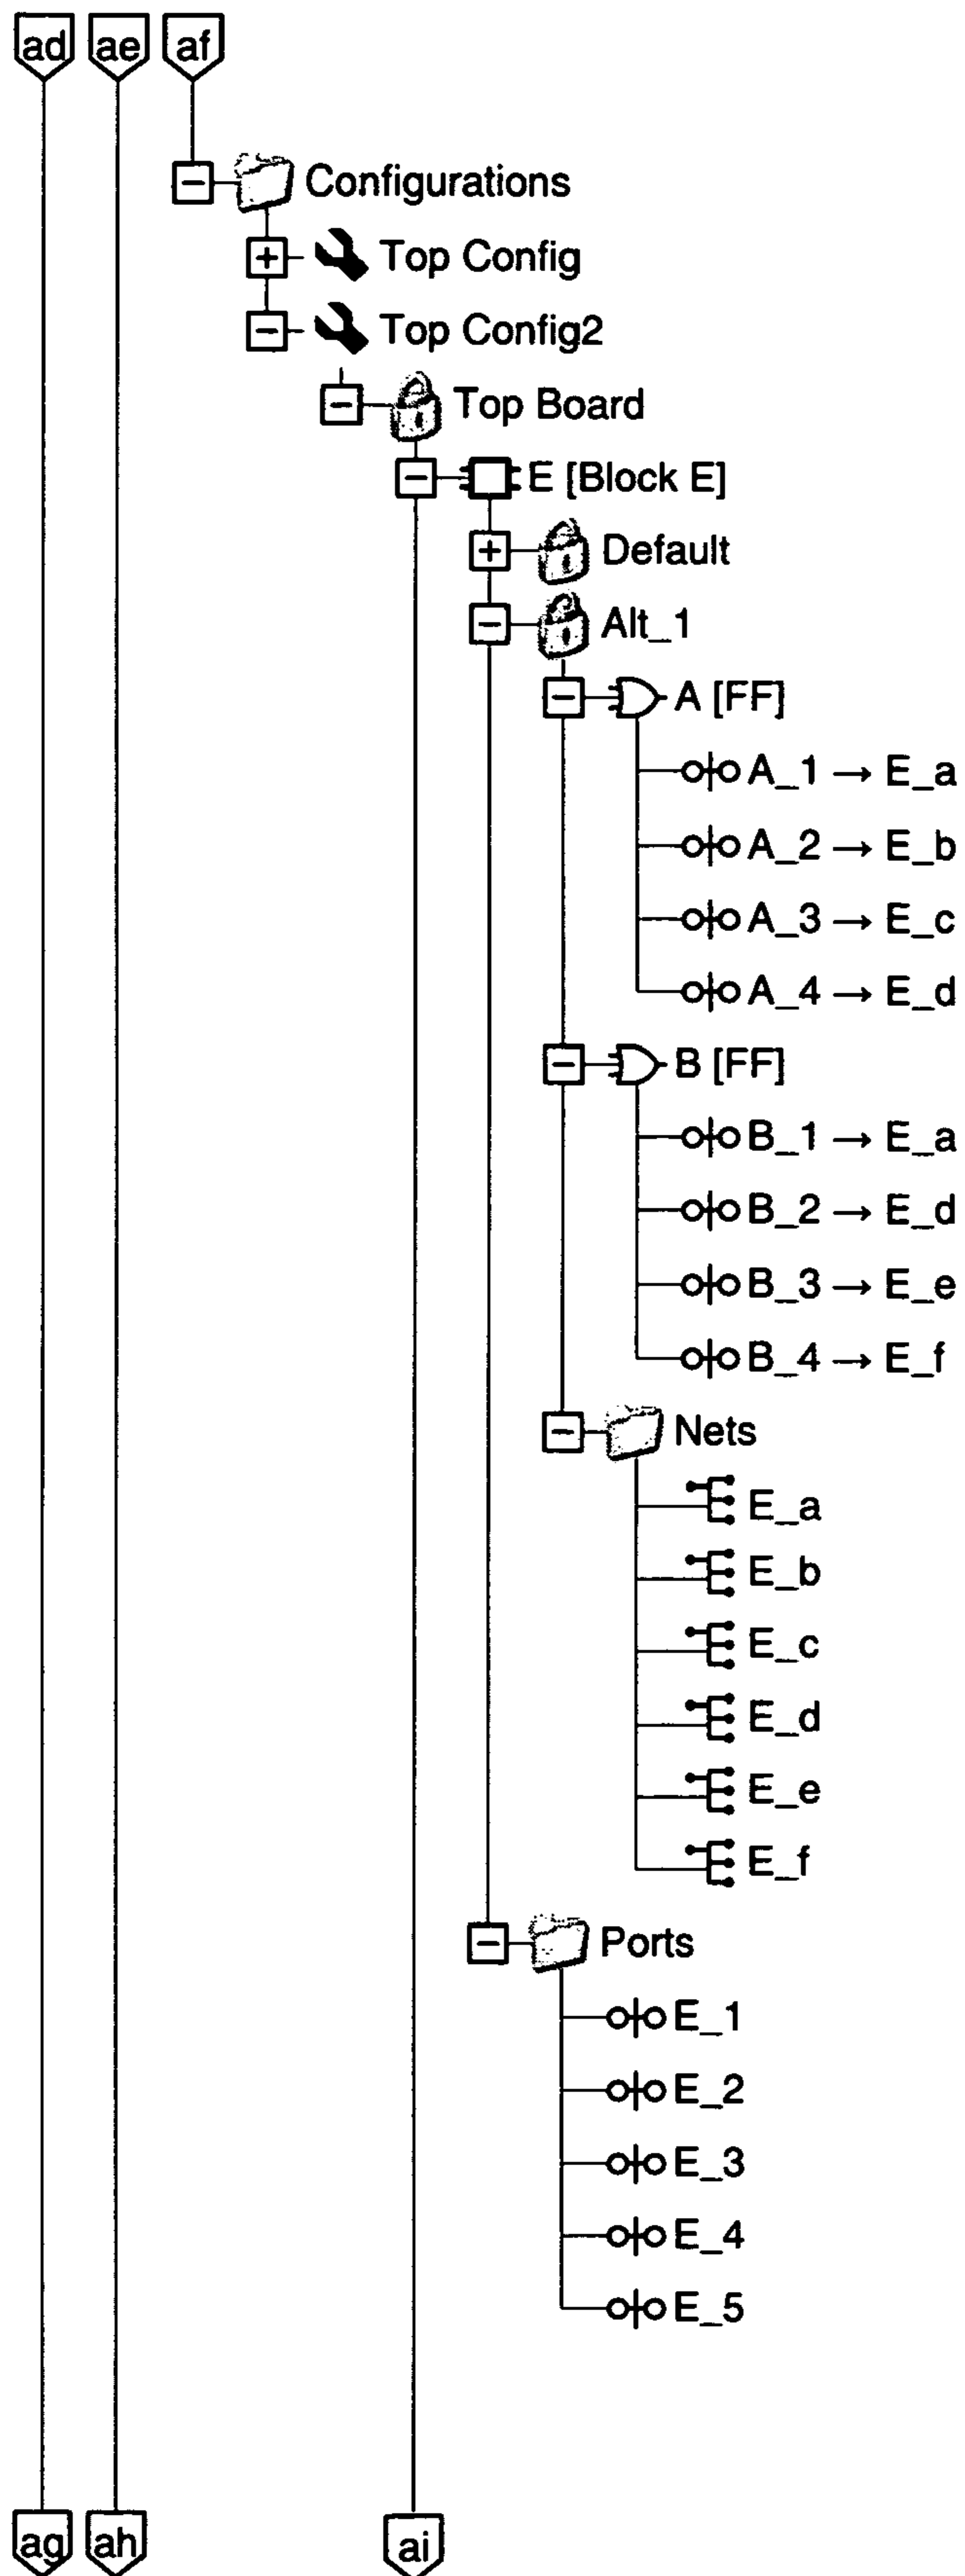 ad ae af
Configurations
Top Config
Top Config2
Top Board
E [Block E]
Default
Alt_1
A [FF]
A_1 → E_a
A_2 → E_b
A_3 → E_c
A_4 → E_d
B [FF]
B_1 → E_a
B_2 → E_d
B_3 → E_e
B_4 → E_f
Nets
E_a
E_b
E_c
E_d
E_e
E_f
Ports
E_1
E_2
E_3
E_4
E_5
ag ah ai